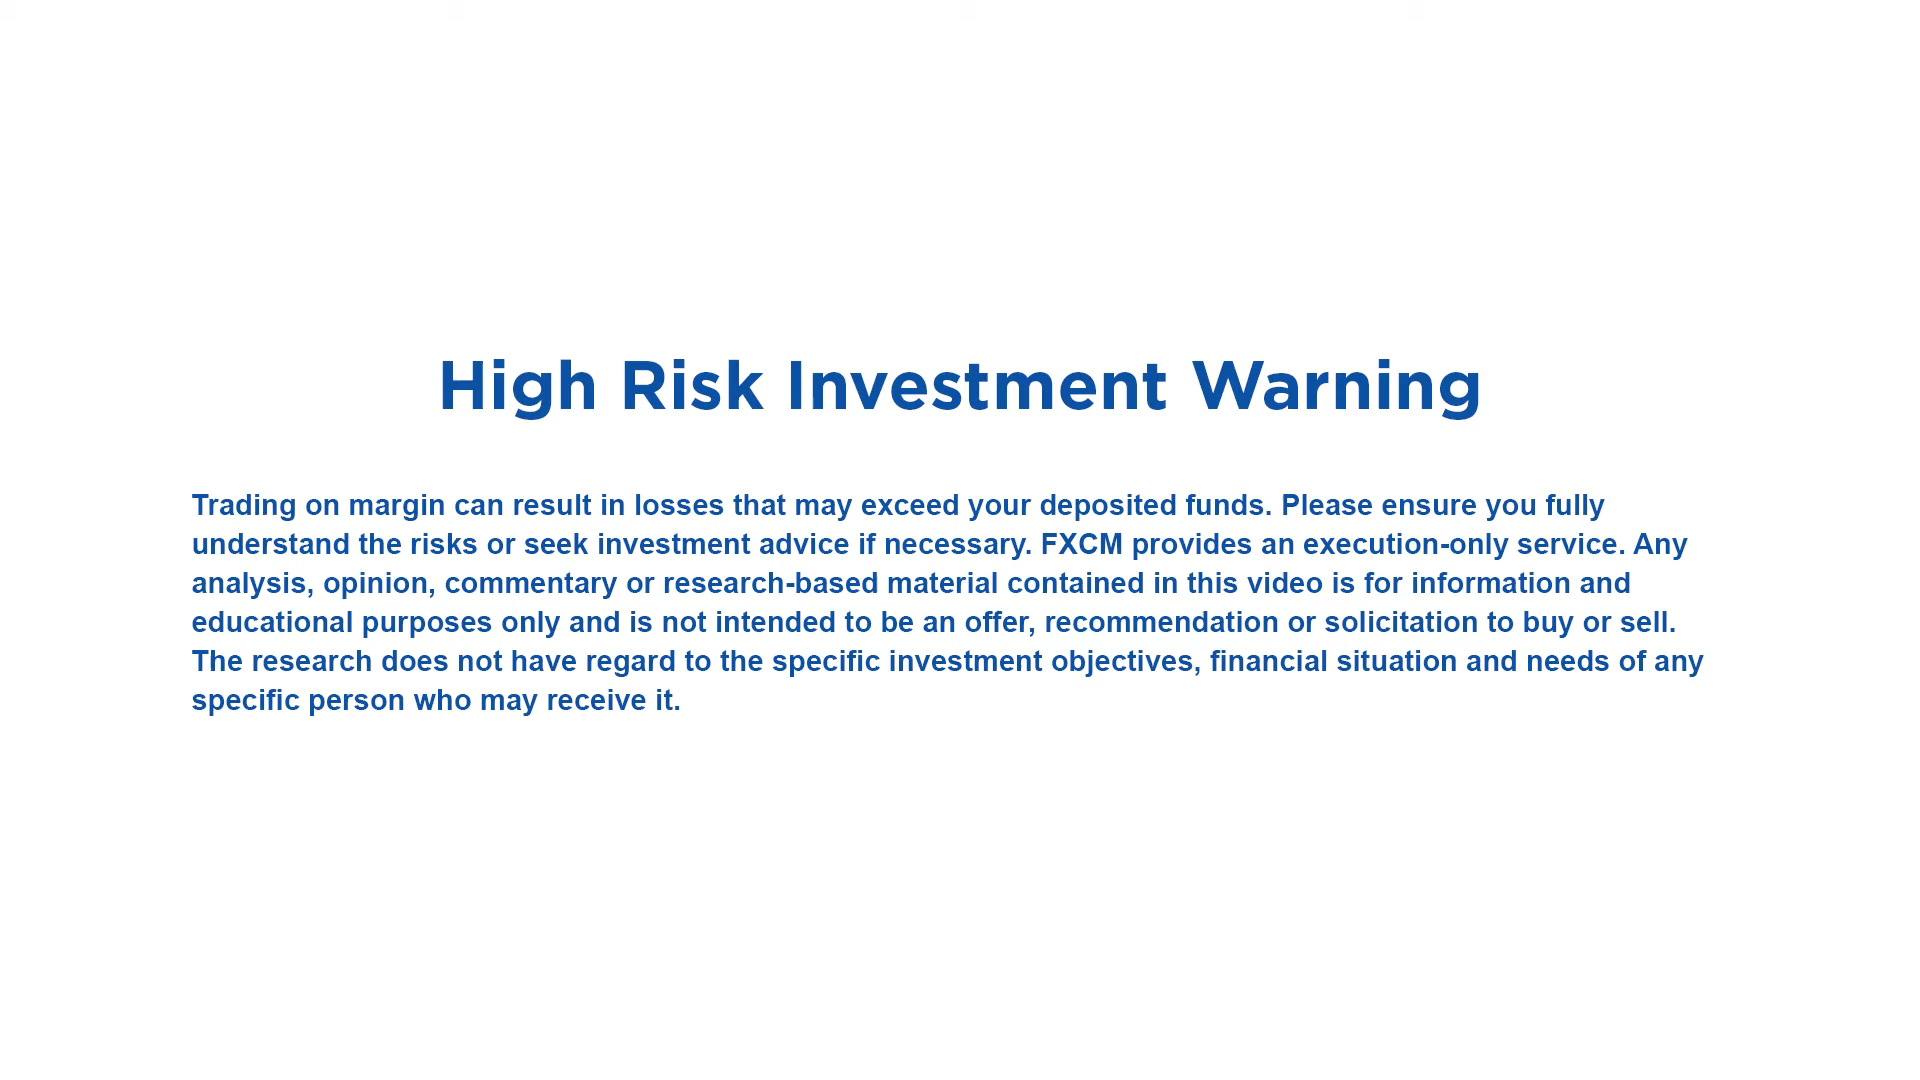 High Risk Investment Warning
Trading on margin can result in losses that may exceed your deposited funds. Please ensure you fully
understand the risks or seek investment advice if necessary. FXCM provides an execution-only service. Any
analysis, opinion, commentary or research-based material contained in this video is for information and
educational purposes only and is not intended to be an offer, recommendation or solicitation to buy or sell.
The research does not have regard to the specific investment objectives, financial situation and needs of any
specific person who may receive it.